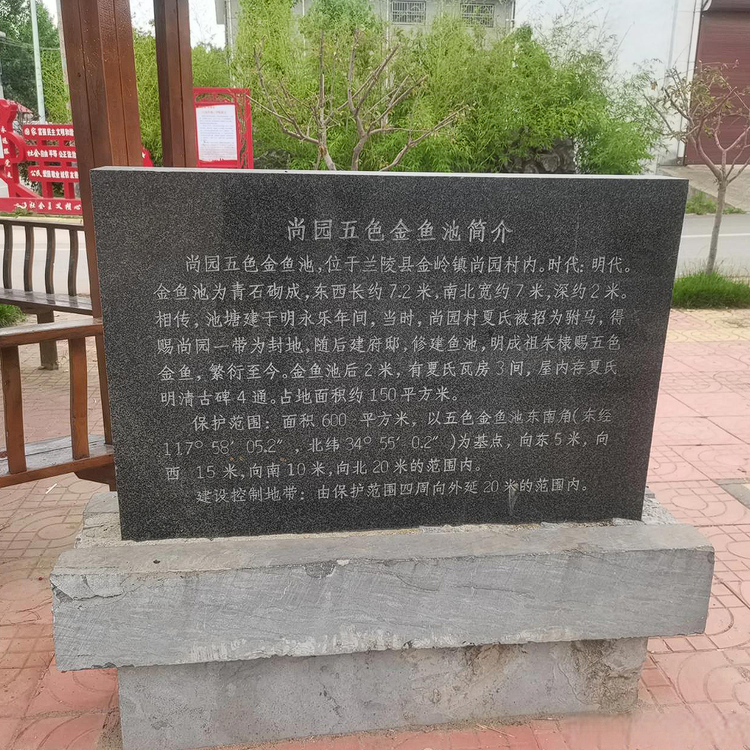 尚园五色金鱼池简介
尚园五色金鱼池,位于兰陵县金岭镇尚园村内。时代:明代。
金鱼池为青石砌成,东西长约7.2米,南北宽约7米,深约2米。
相传,池塘建于明永乐年间,当时,尚园村夏氏被招为驸马,得
赐尚园一带为封地,随后建府邸,修建鱼池,明成祖朱棣赐五色
金鱼,繁衍至今。金鱼池后2米,有夏氏瓦房3间,屋内存夏氏
明清古碑4通。占地面积约150平方米。
保护范围:面积600平方米,以五色金鱼池东南角(东经
117°58′05.2″,北纬34°55′0.2″)为基点,向东5米,向
西 15米,向南10米,向北20米的范围内。
建设控制地带:由保护范围四周向外延20米的范围内。